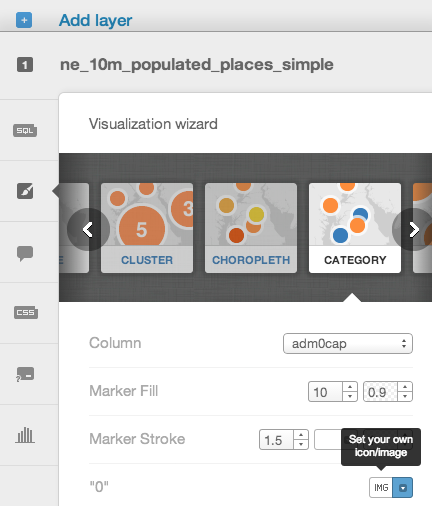 Add layer
1
ne_10m_populated_places_simple
SQL
Visualization wizard
5
3
E
CLUSTER
CHOROPLETH
CATEGORY
CSS
Column
adm0cap
?
Marker Fill
10
0.9
Marker Stroke
1.5
Set your own
icon/image
"0"
IMG